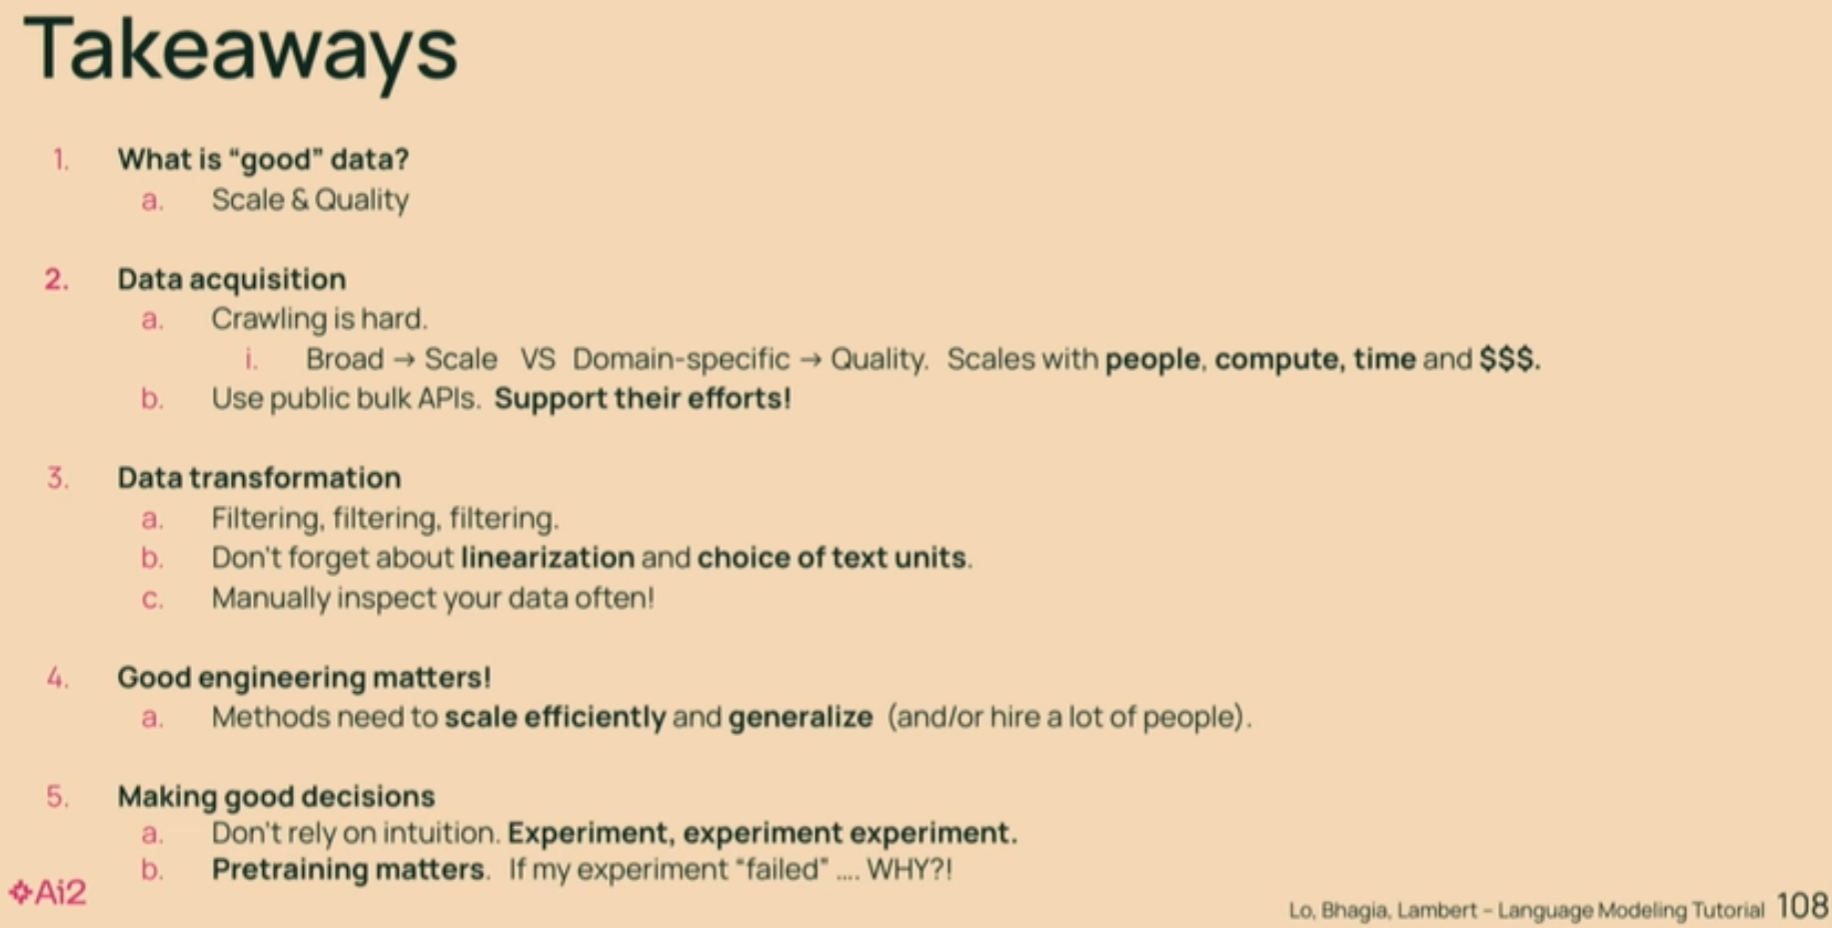 Takeaways
1. What is “good” data?
a. Scale & Quality
2. Data acquisition
a. Crawling is hard.
i. Broad → Scale VS Domain-specific → Quality. Scales with people, compute, time and $$$.
b. Use public bulk APIs. Support their efforts!
3. Data transformation
a. Filtering, filtering, filtering.
b. Don't forget about linearization and choice of text units.
c. Manually inspect your data often!
4. Good engineering matters!
a. Methods need to scale efficiently and generalize (and/or hire a lot of people).
5. Making good decisions
a. Don't rely on intuition. Experiment, experiment experiment.
b. Pretraining matters. If my experiment “failed” .... WHY?!
Ai2
Lo, Bhagia, Lambert – Language Modeling Tutorial 108